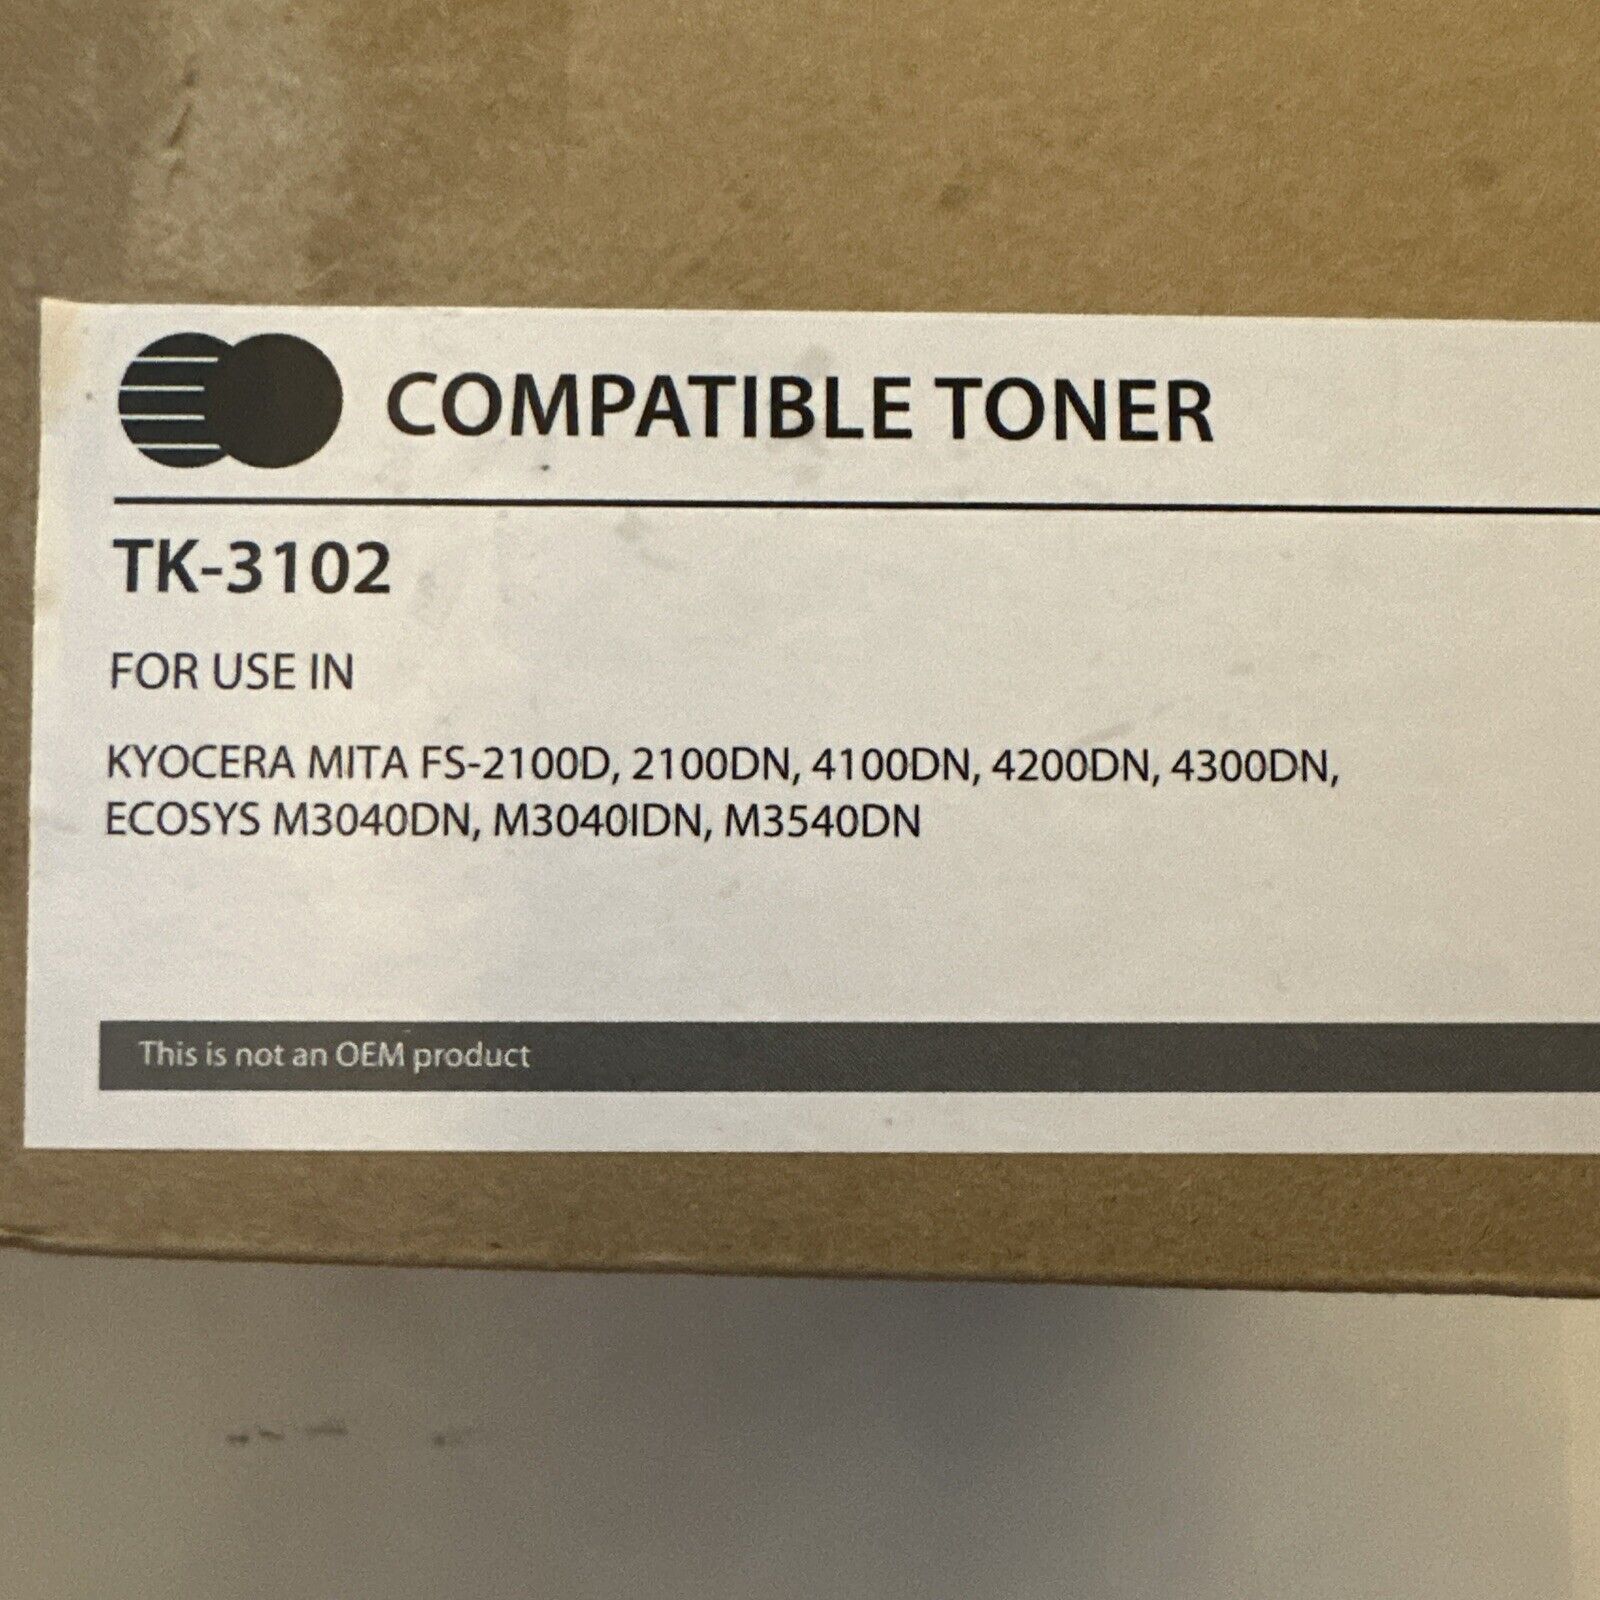 COMPATIBLE TONER
TK-3102
FOR USE IN
KYOCERA MITA FS-2100D, 2100DN, 4100DN, 4200DN, 4300DN,
ECOSYS M3040DN, M3040IDN, M3540DN
This is not an OEM product